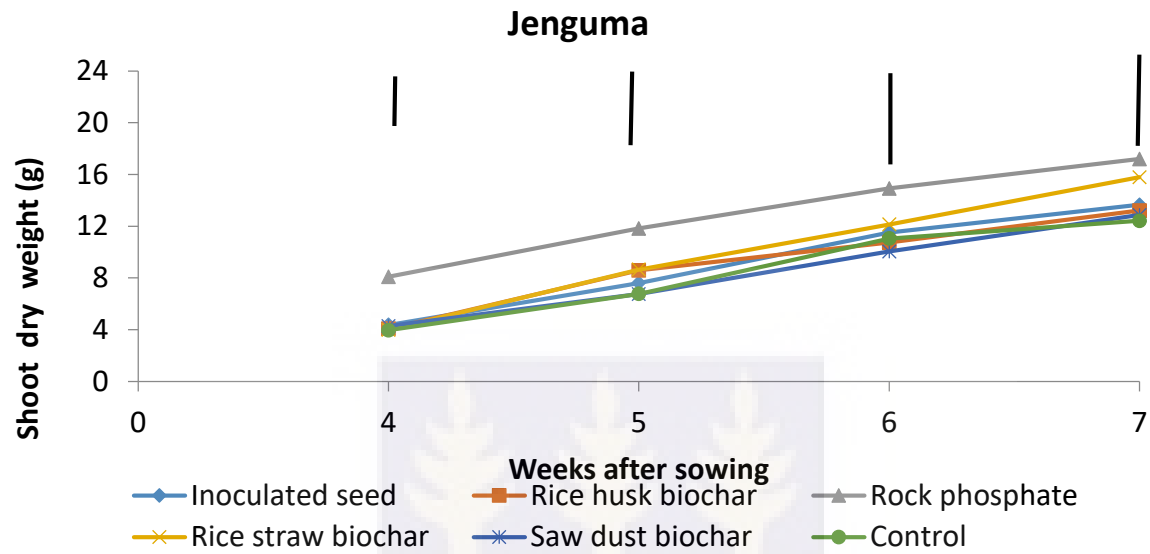 Jenguma
24
20
16
12
8
4
0
Shoot dry weight (g)
0 4 5 6 7
Weeks after sowing
Inoculated seed Rice husk biochar Rock phosphate
Rice straw biochar Saw dust biochar Control